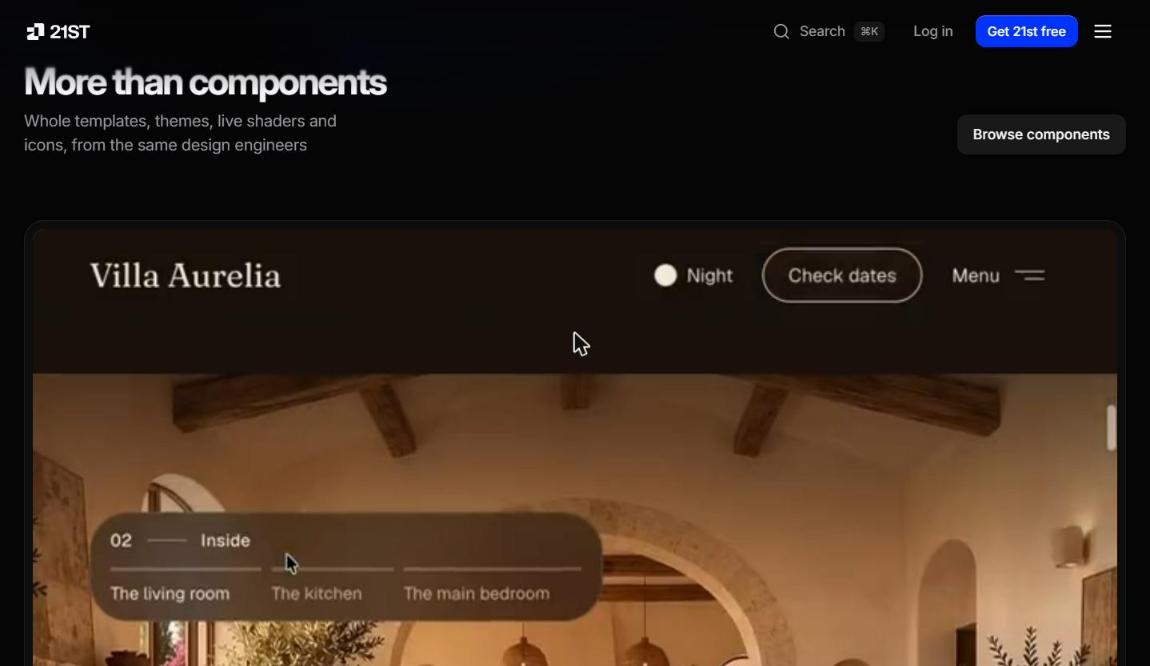 21ST
Search ⌘K
Log in
Get 21st free
More than components
Whole templates, themes, live shaders and
icons, from the same design engineers
Browse components
Villa Aurelia
Night
Check dates
Menu
02 — Inside
The living room
The kitchen
The main bedroom